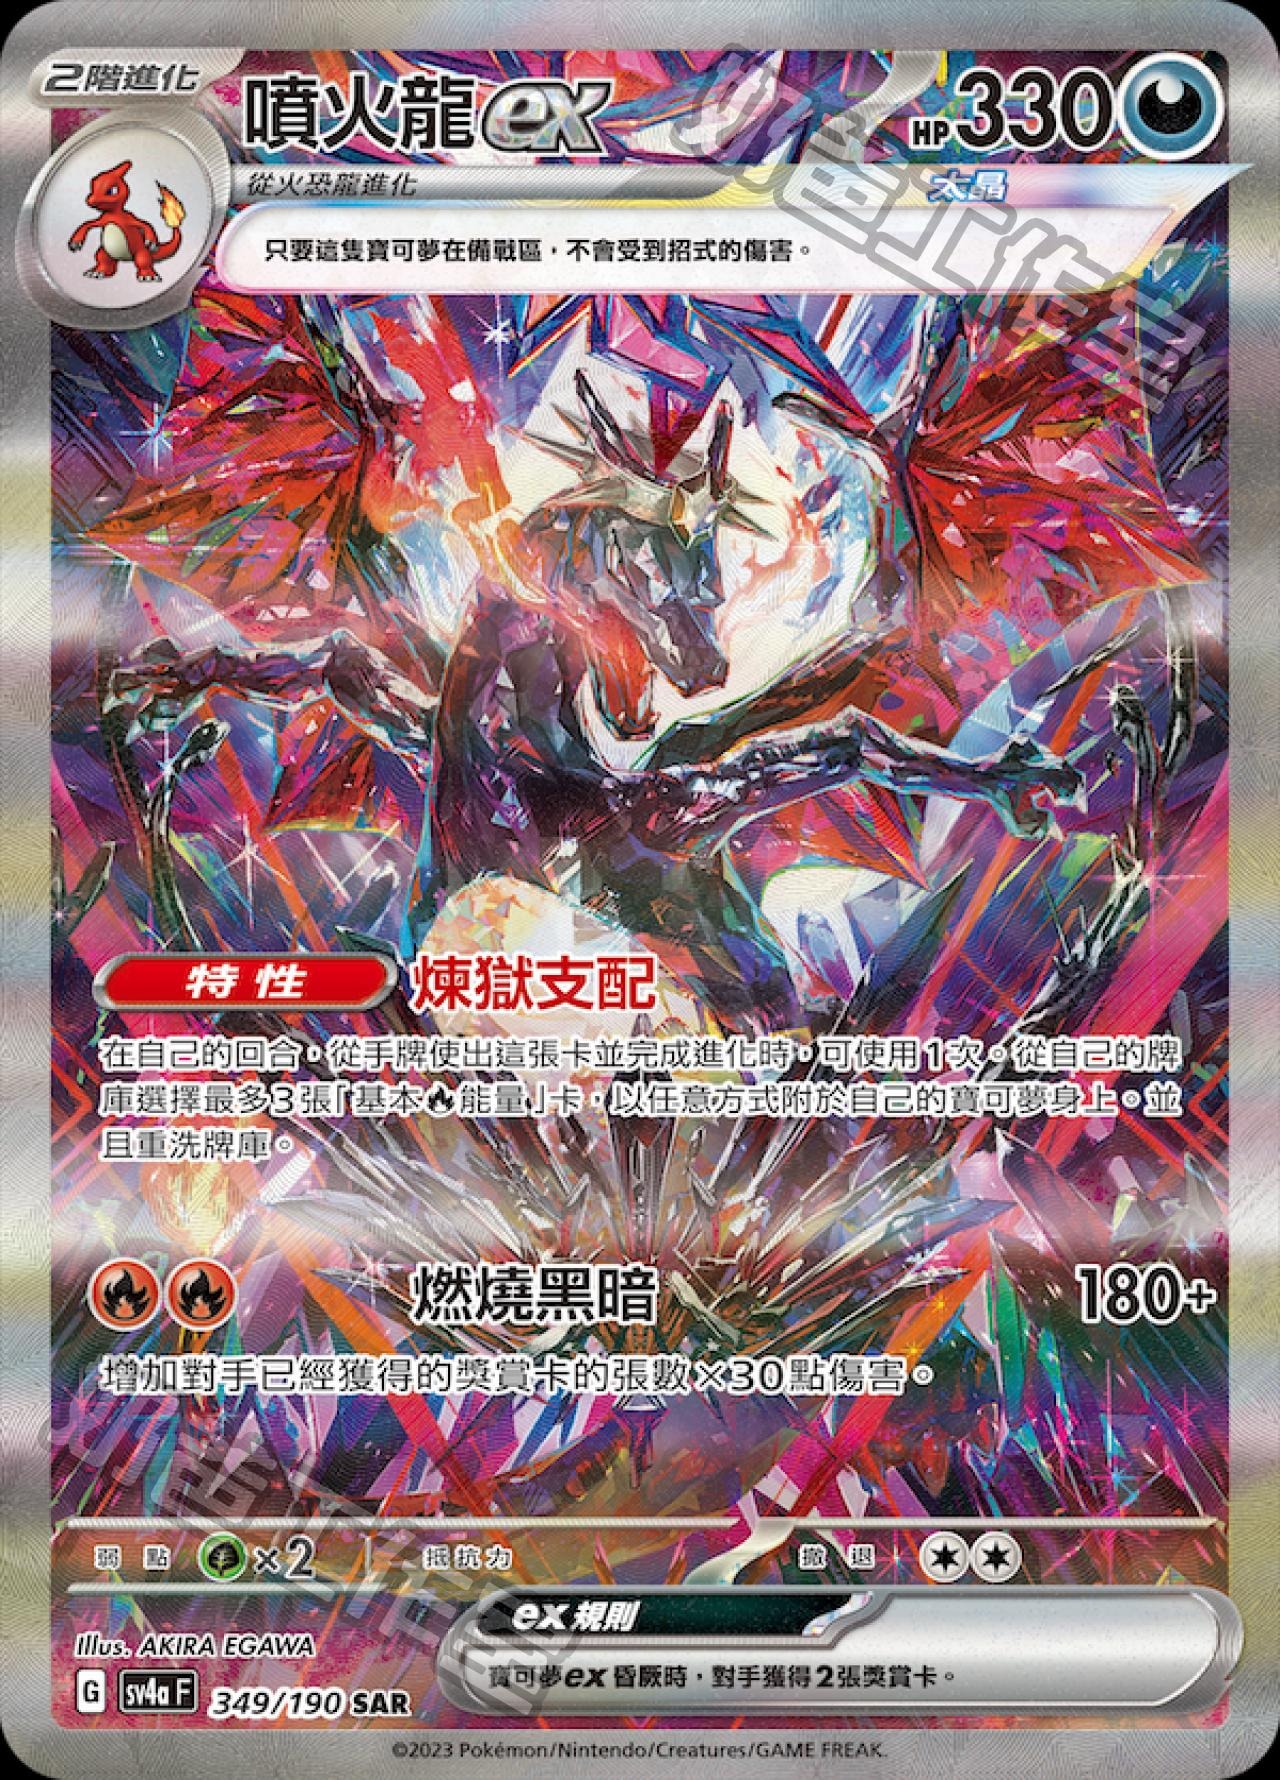 2階進化
噴火龍ex
HP330
從火恐龍進化
太晶
只要這隻寶可夢在備戰區，不會受到招式的傷害。
特性 煉獄支配
在自己的回合，從手牌使出這張卡並完成進化時，可使用1次。從自己的牌
庫選擇最多3張「基本能量」卡，以任意方式附於自己的寶可夢身上。並
且重洗牌庫。
燃燒黑暗 180+
增加對手已經獲得的獎賞卡的張數×30點傷害。
弱點 ×2 抵抗力 撤退
ex規則
Illus. AKIRA EGAWA
寶可夢ex昏厥時，對手獲得2張獎賞卡。
G sv4a F 349/190 SAR
©2023 Pokémon/Nintendo/Creatures/GAME FREAK.